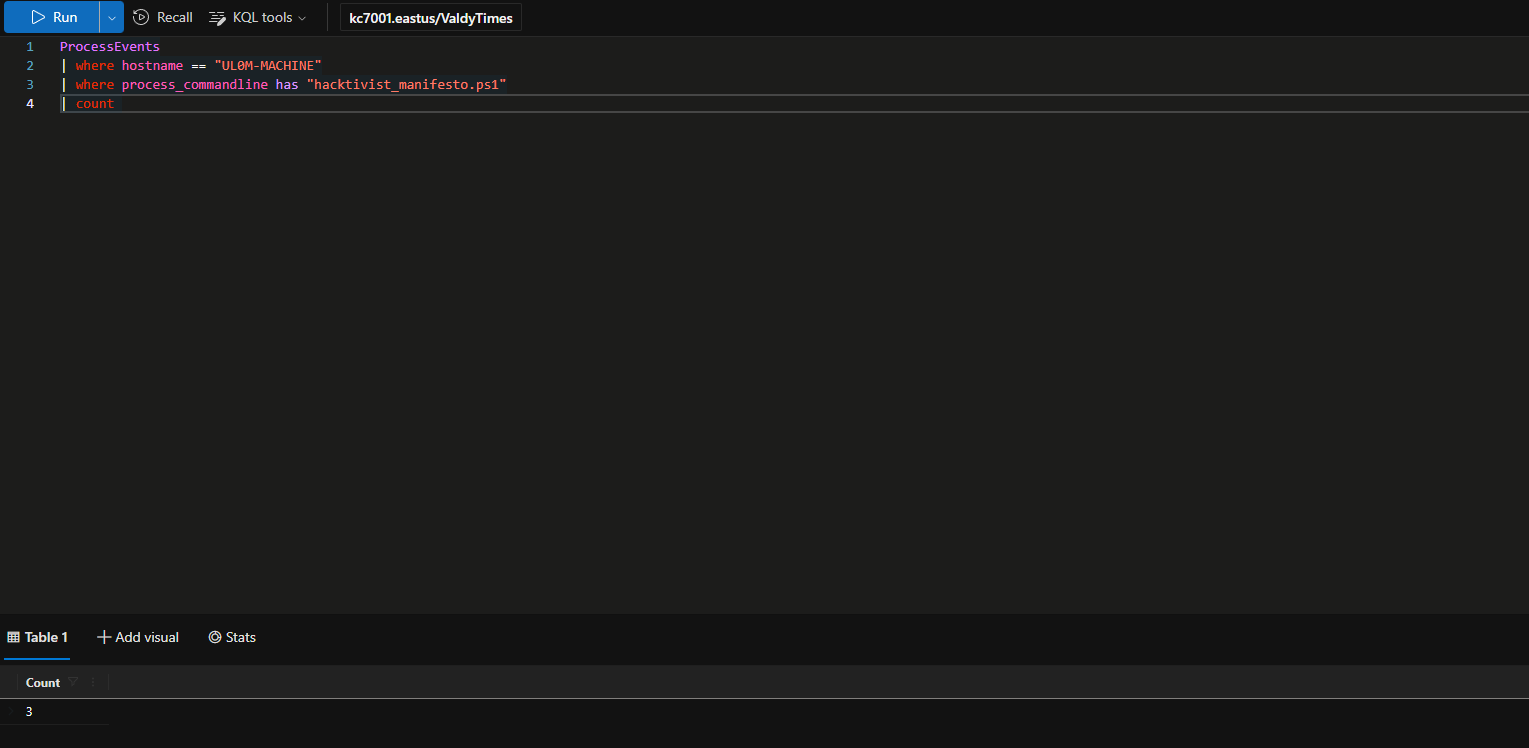 Run Recall KQL tools kc7001.eastus/ValdyTimes
1 ProcessEvents
2 | where hostname == "UL0M-MACHINE"
3 | where process_commandline has "hacktivist_manifesto.ps1"
4 | count
Table 1 Add visual Stats
Count
3